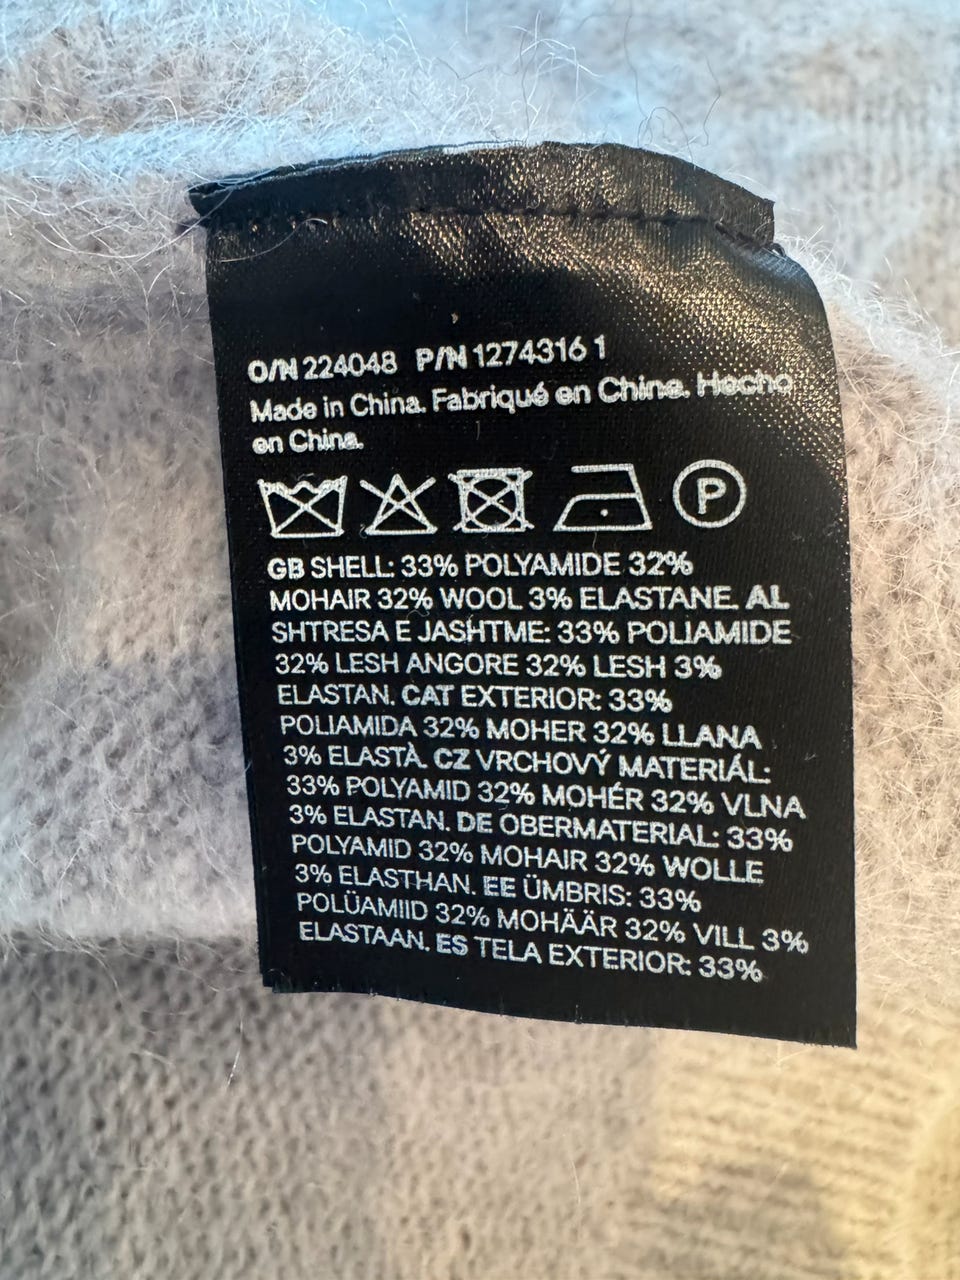 O/N 224048 P/N 1274316 1
Made in China. Fabriqué en China. Hecho
en China.
P
GB SHELL: 33% POLYAMIDE 32%
MOHAIR 32% WOOL 3% ELASTANE. AL
SHTRESA E JASHTME: 33% POLIAMIDE
32% LESH ANGORE 32% LESH 3%
ELASTAN. CAT EXTERIOR: 33%
POLIAMIDA 32% MOHER 32% LLANA
3% ELASTÀ. CZ VRCHOVÝ MATERIÁL:
33% POLYAMID 32% MOHÉR 32% VLNA
3% ELASTAN. DE OBERMATERIAL: 33%
POLYAMID 32% MOHAIR 32% WOLLE
3% ELASTHAN. EE ÜMBRIS: 33%
POLÜAMIID 32% MOHÄÄR 32% VILL 3%
ELASTAAN. ES TELA EXTERIOR: 33%